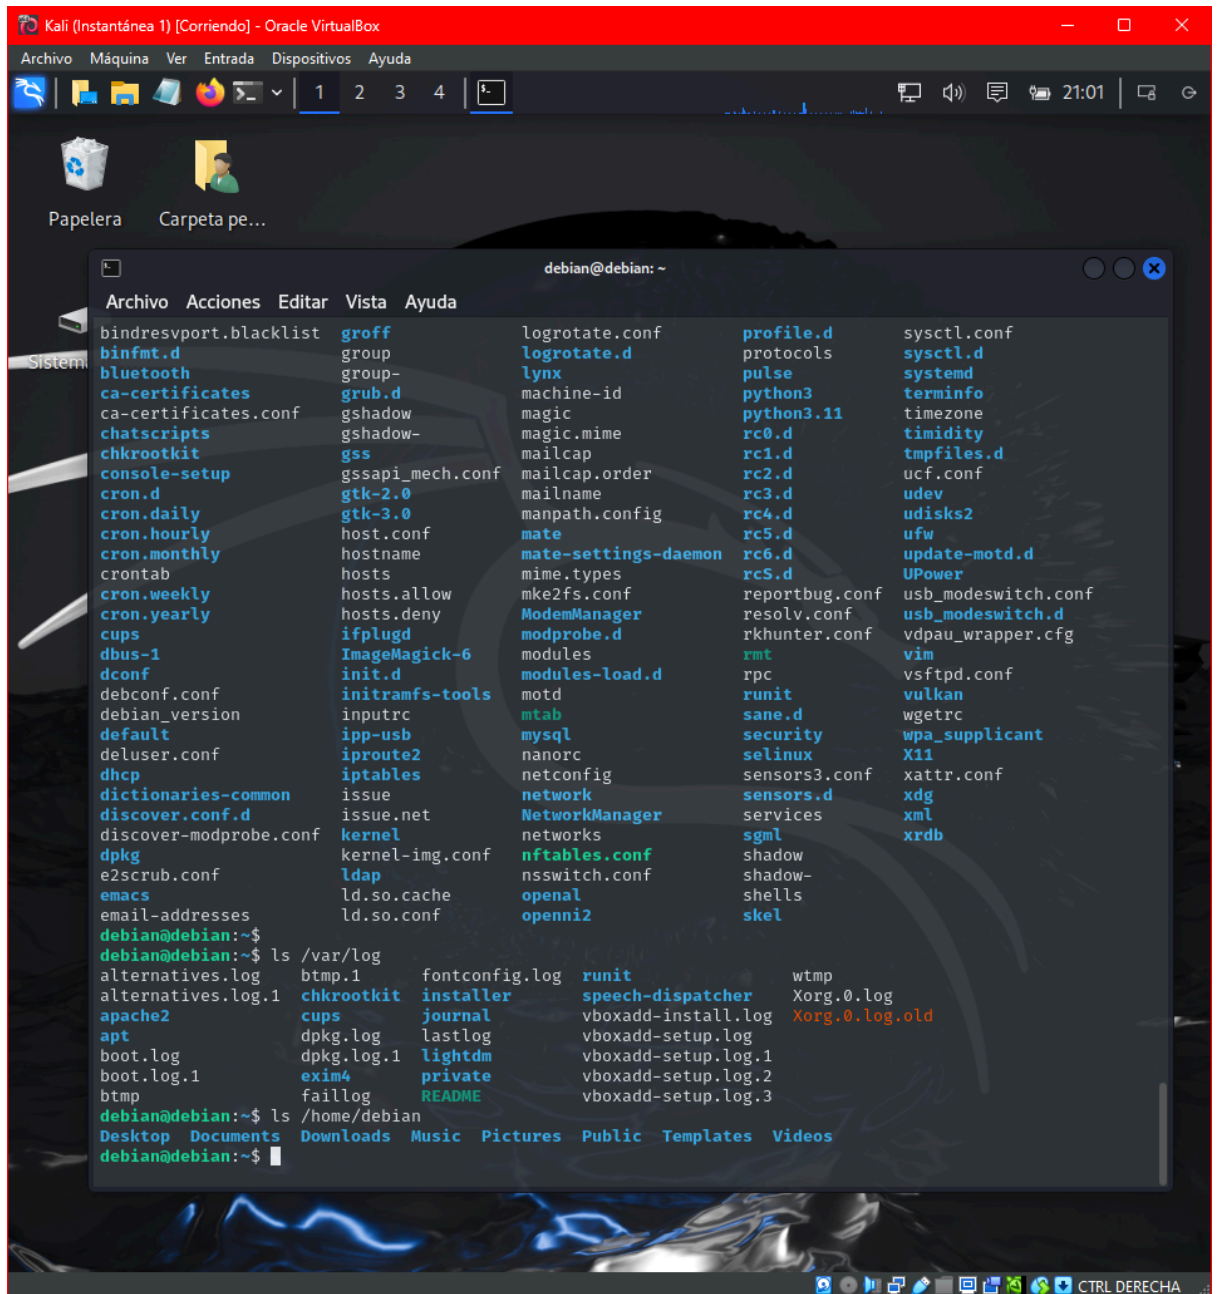 Kali (Instantánea 1) [Corriendo] - Oracle VirtualBox
Archivo Máquina Ver Entrada Dispositivos Ayuda
1 2 3 4 21:01
Papelera Carpeta pe...
Sistem
debian@debian: ~
Archivo Acciones Editar Vista Ayuda
bindresvport.blacklist groff logrotate.conf profile.d sysctl.conf
binfmt.d group logrotate.d protocols sysctl.d
bluetooth group- lynx pulse systemd
ca-certificates grub.d machine-id python3 terminfo
ca-certificates.conf gshadow magic python3.11 timezone
chatscripts gshadow- magic.mime rc0.d timidity
chkrootkit gss mailcap rc1.d tmpfiles.d
console-setup gssapi_mech.conf mailcap.order rc2.d ucf.conf
cron.d gtk-2.0 mailname rc3.d udev
cron.daily gtk-3.0 manpath.config rc4.d udisks2
cron.hourly host.conf mate rc5.d ufw
cron.monthly hostname mate-settings-daemon rc6.d update-motd.d
crontab hosts mime.types rcS.d UPower
cron.weekly hosts.allow mke2fs.conf reportbug.conf usb_modeswitch.conf
cron.yearly hosts.deny ModemManager resolv.conf usb_modeswitch.d
cups ifplugd modprobe.d rkhunter.conf vdpau_wrapper.cfg
dbus-1 ImageMagick-6 modules rmt vim
dconf init.d modules-load.d rpc vsftpd.conf
debconf.conf initramfs-tools motd runit vulkan
debian_version inputrc mtab sane.d wgetrc
default ipp-usb mysql security wpa_supplicant
deluser.conf iproute2 nanorc selinux X11
dhcp iptables netconfig sensors3.conf xattr.conf
dictionaries-common issue network sensors.d xdg
discover.conf.d issue.net NetworkManager services xml
discover-modprobe.conf kernel networks sgml xrdb
dpkg kernel-img.conf nftables.conf shadow
e2scrub.conf ldap nsswitch.conf shadow-
emacs ld.so.cache openal shells
email-addresses ld.so.conf openni2 skel
debian@debian:~$
debian@debian:~$ ls /var/log
alternatives.log btmp.1 fontconfig.log runit wtmp
alternatives.log.1 chkrootkit installer speech-dispatcher Xorg.0.log
apache2 cups journal vboxadd-install.log Xorg.0.log.old
apt dpkg.log lastlog vboxadd-setup.log
boot.log dpkg.log.1 lightdm vboxadd-setup.log.1
boot.log.1 exim4 private vboxadd-setup.log.2
btmp faillog README vboxadd-setup.log.3
debian@debian:~$ ls /home/debian
Desktop Documents Downloads Music Pictures Public Templates Videos
debian@debian:~$
CTRL DERECHA